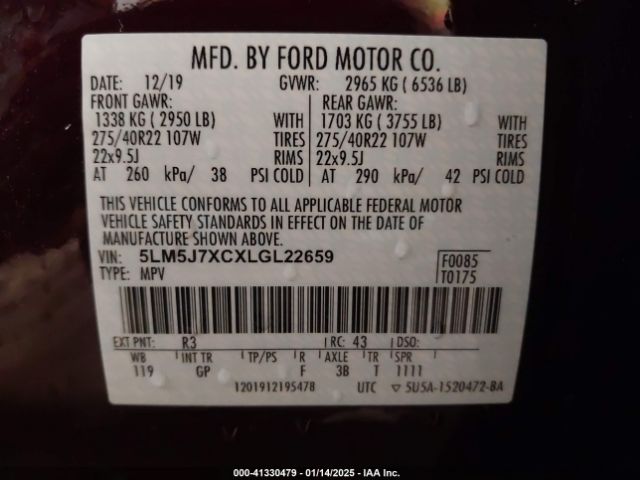 MFD. BY FORD MOTOR CO.
DATE: 12/19 GVWR: 2965 KG ( 6536 LB)
FRONT GAWR: REAR GAWR:
1338 KG ( 2950 LB) WITH 1703 KG ( 3755 LB) WITH
275/40R22 107W TIRES 275/40R22 107W TIRES
22x9.5J RIMS 22x9.5J RIMS
AT 260 kPa/ 38 PSI COLD AT 290 kPa/ 42 PSI COLD
THIS VEHICLE CONFORMS TO ALL APPLICABLE FEDERAL MOTOR
VEHICLE SAFETY STANDARDS IN EFFECT ON THE DATE OF
MANUFACTURE SHOWN ABOVE.
VIN: 5LM5J7XCXLGL22659 F0085
TYPE: MPV T0175
EXT PNT: R3 RC: 43 DSO:
WB INT TR TP/PS R AXLE TR SPR
119 GP F 3B T 1111
1201912195478 UTC ▽ 5U5A-1520472-BA
000-41330479 - 01/14/2025 - IAA Inc.